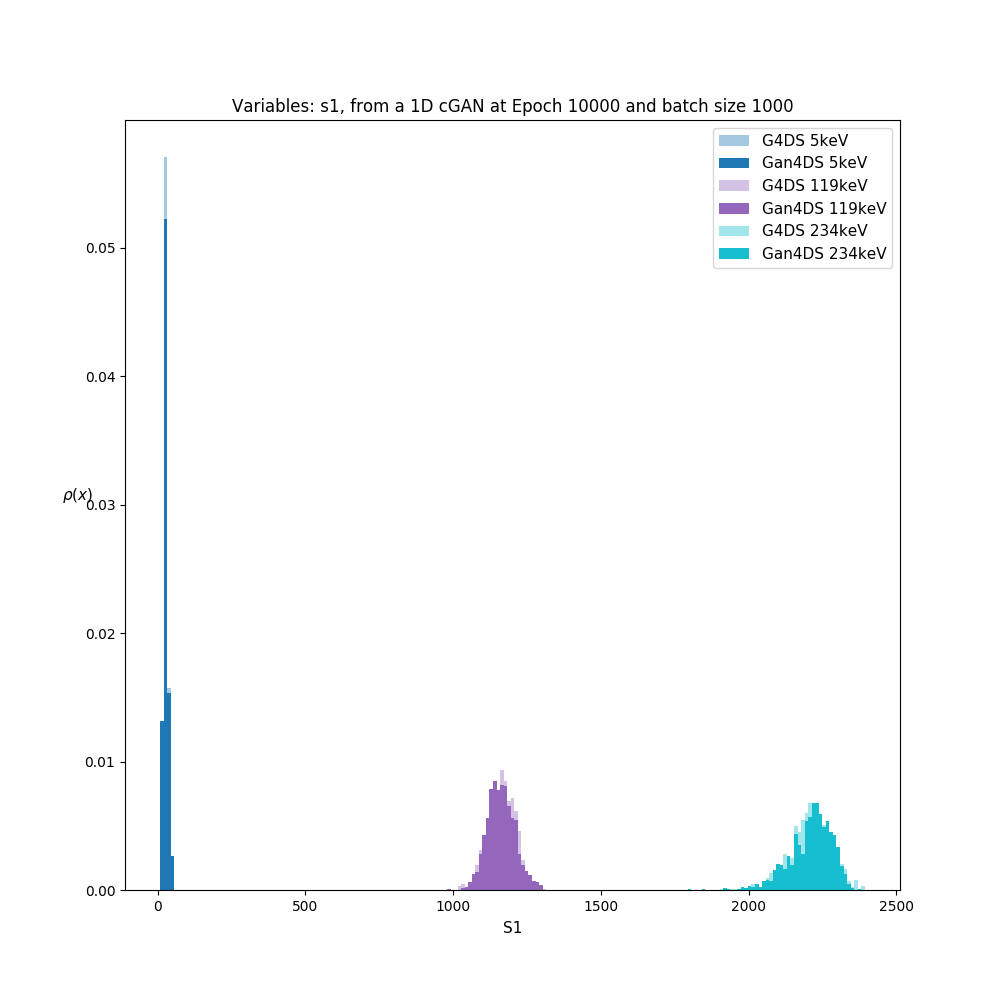 Variables: s1, from a 1D cGAN at Epoch 10000 and batch size 1000
G4DS 5keV
Gan4DS 5keV
G4DS 119keV
Gan4DS 119keV
G4DS 234keV
Gan4DS 234keV
0.05
0.04
ρ(x)
0.03
0.02
0.01
0.00
0 500 1000 1500 2000 2500
S1